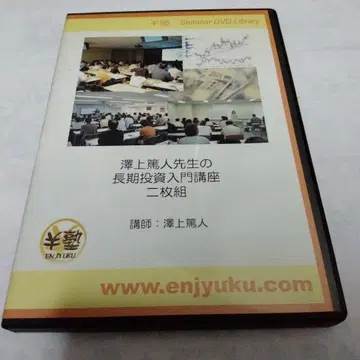 Seminar DVD Library
澤上篤人先生の
長期投資入門講座
二枚組
講師：澤上篤人
ENJYUKU
www.enjyuku.com